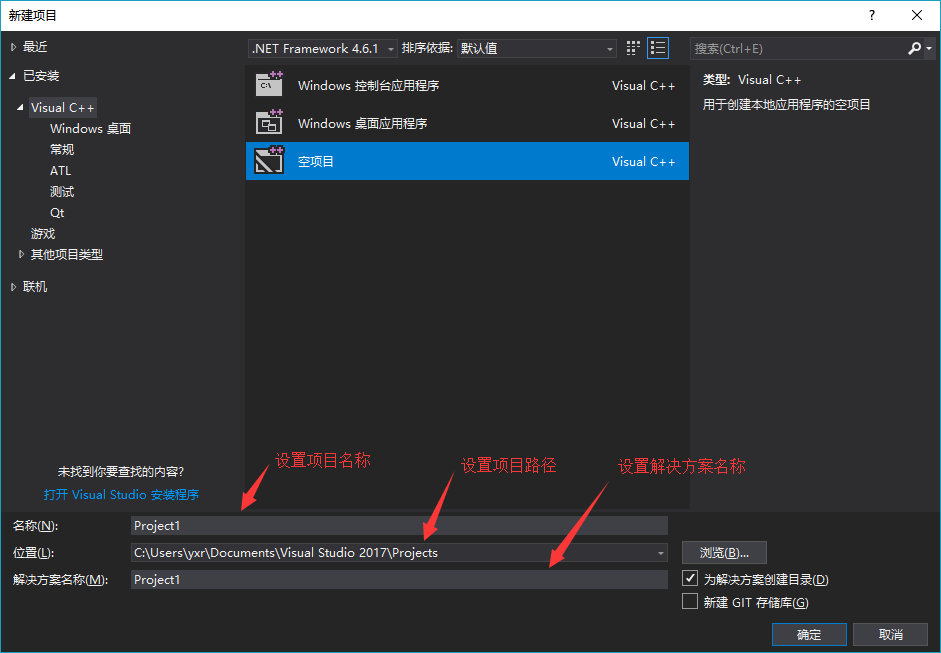 新建项目
?
最近
.NET Framework 4.6.1
排序依据:
默认值
搜索(Ctrl+E)
已安装
Visual C++
Windows 桌面
常规
ATL
测试
Qt
游戏
其他项目类型
联机
Windows 控制台应用程序
Visual C++
Windows 桌面应用程序
Visual C++
空项目
Visual C++
类型: Visual C++
用于创建本地应用程序的空项目
未找到你要查找的内容?
打开 Visual Studio 安装程序
设置项目名称
设置项目路径
设置解决方案名称
名称(N):
Project1
位置(L):
C:\Users\yxr\Documents\Visual Studio 2017\Projects
浏览(B)...
解决方案名称(M):
Project1
为解决方案创建目录(D)
新建 GIT 存储库(G)
确定
取消